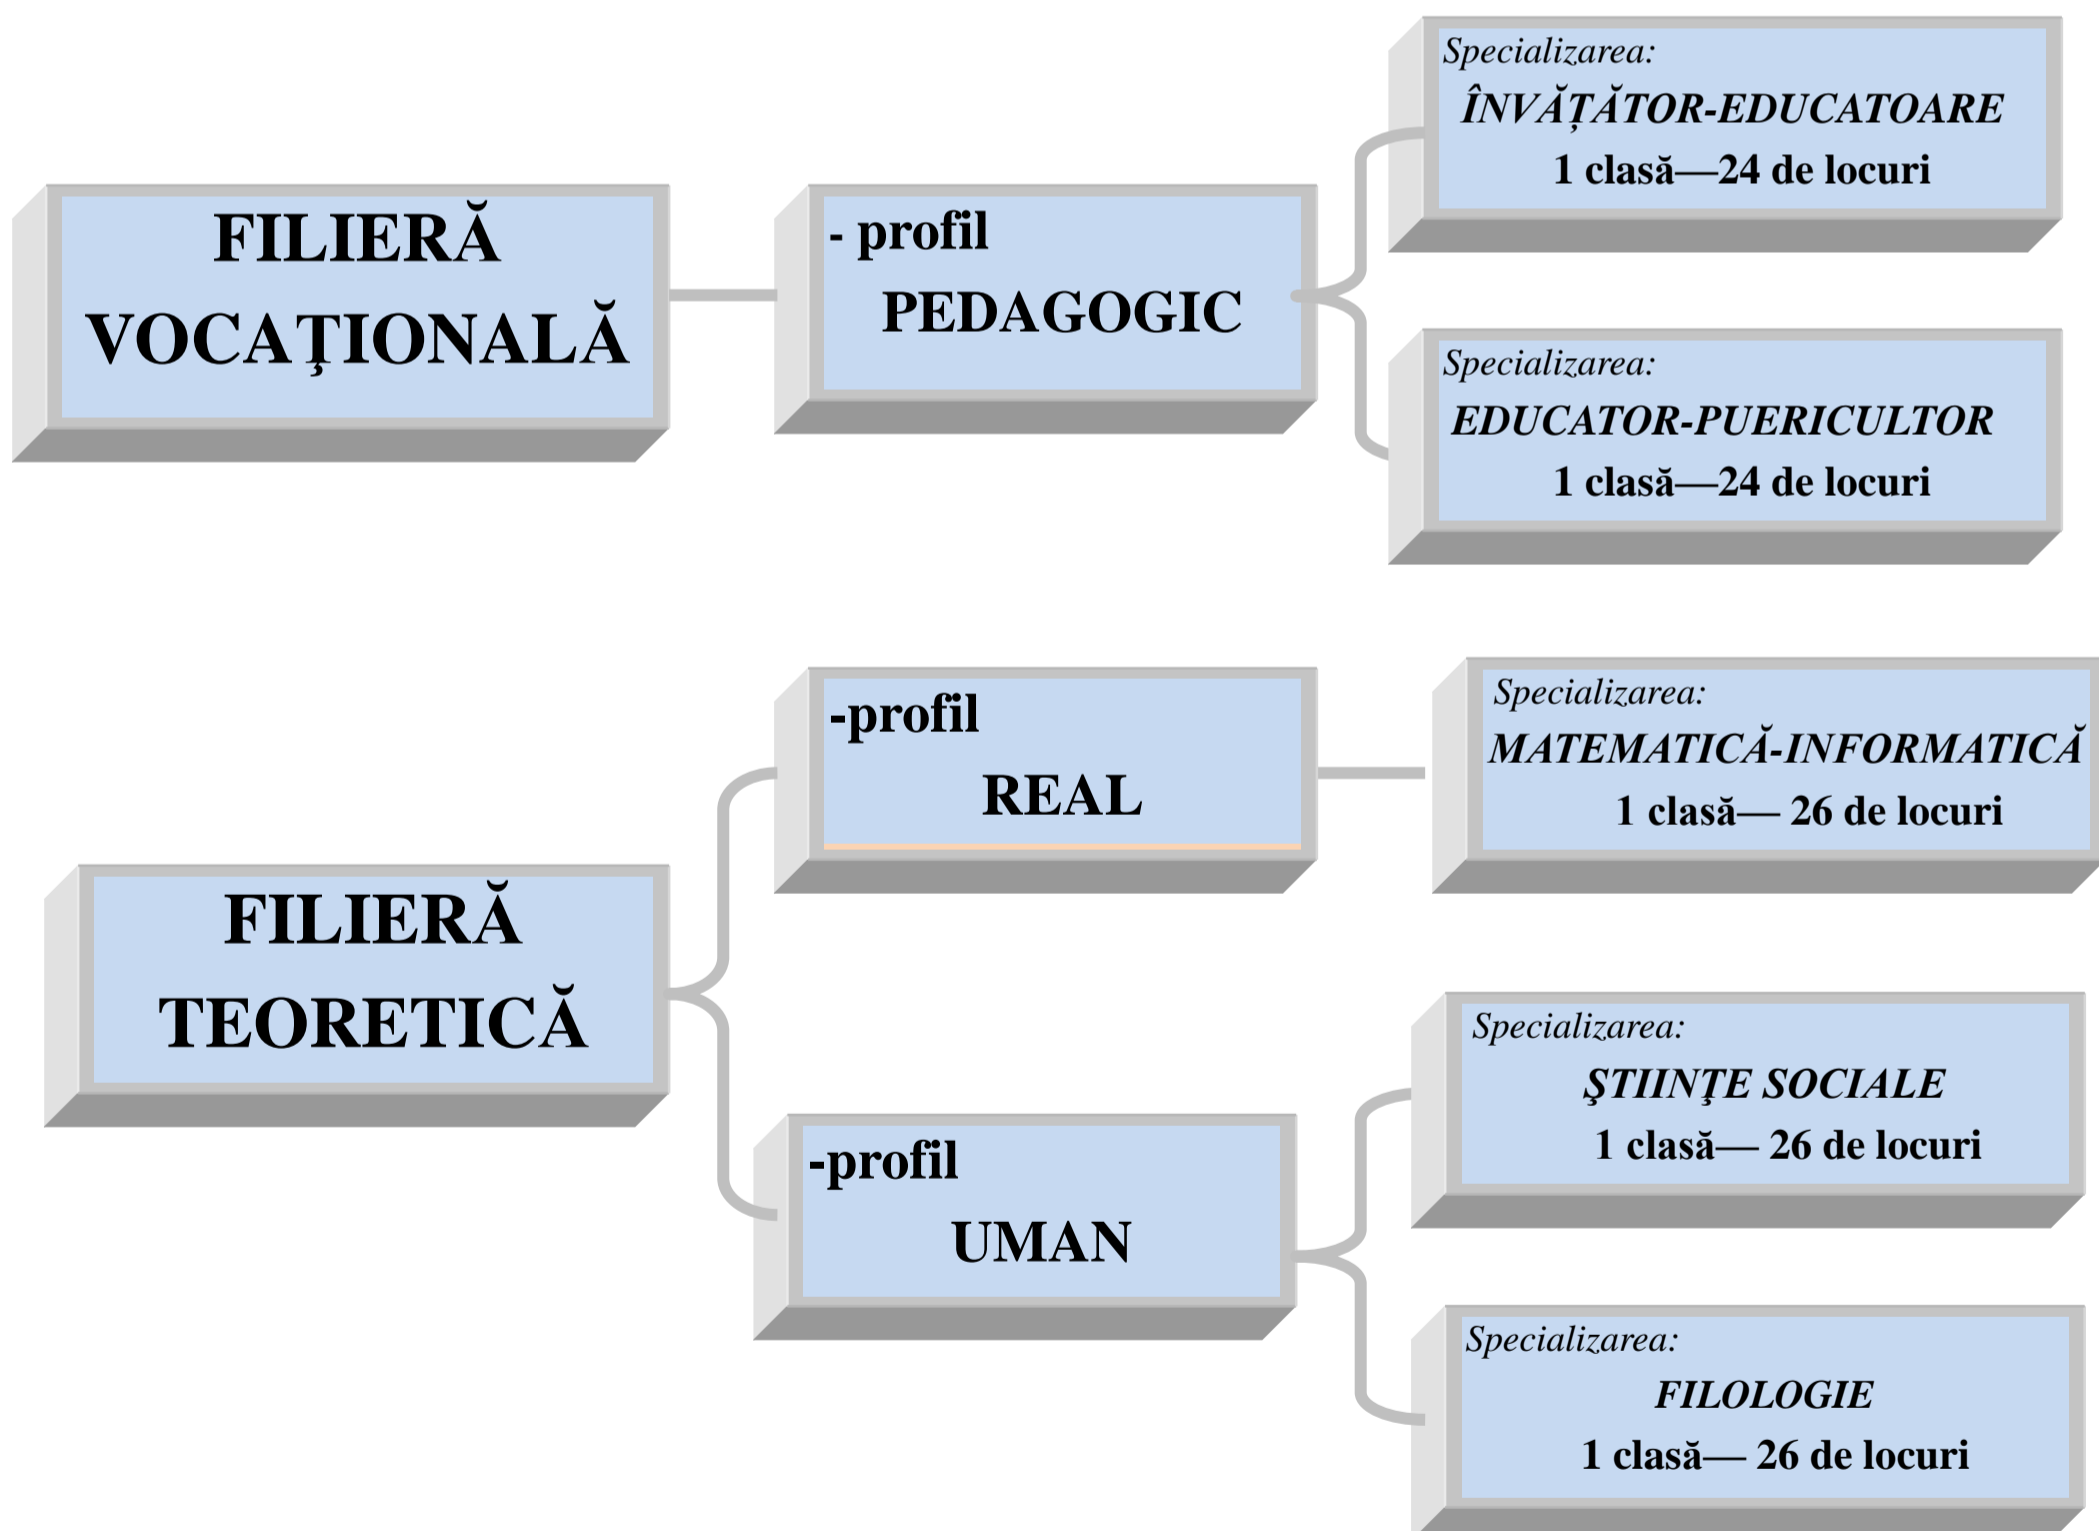 FILIERĂ
VOCAŢIONALĂ
- profil
PEDAGOGIC
Specializarea:
ÎNVĂȚĂTOR-EDUCATOARE
1 clasă—24 de locuri
Specializarea:
EDUCATOR-PUERICULTOR
1 clasă—24 de locuri
FILIERĂ
TEORETICĂ
-profil
REAL
Specializarea:
MATEMATICĂ-INFORMATICĂ
1 clasă— 26 de locuri
-profil
UMAN
Specializarea:
ŞTIINŢE SOCIALE
1 clasă— 26 de locuri
Specializarea:
FILOLOGIE
1 clasă— 26 de locuri